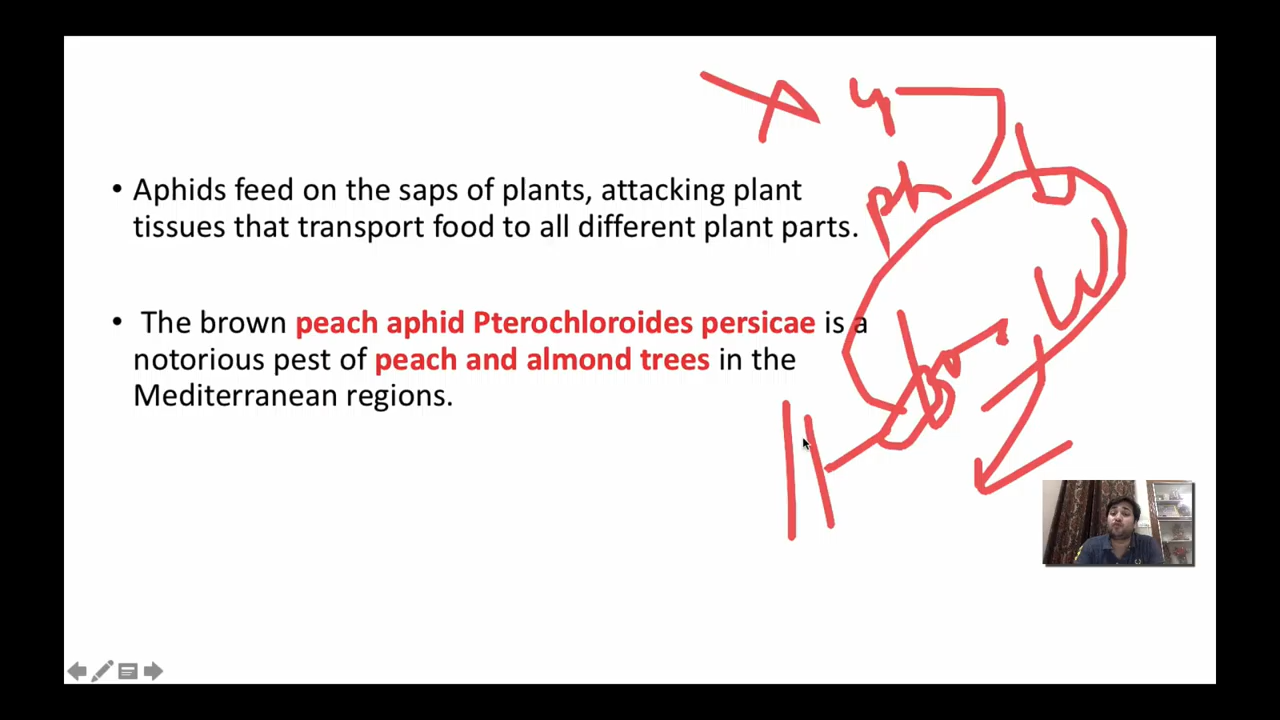 • Aphids feed on the saps of plants, attacking plant
tissues that transport food to all different plant parts.
• The brown peach aphid Pterochloroides persicae is a
notorious pest of peach and almond trees in the
Mediterranean regions.
ph